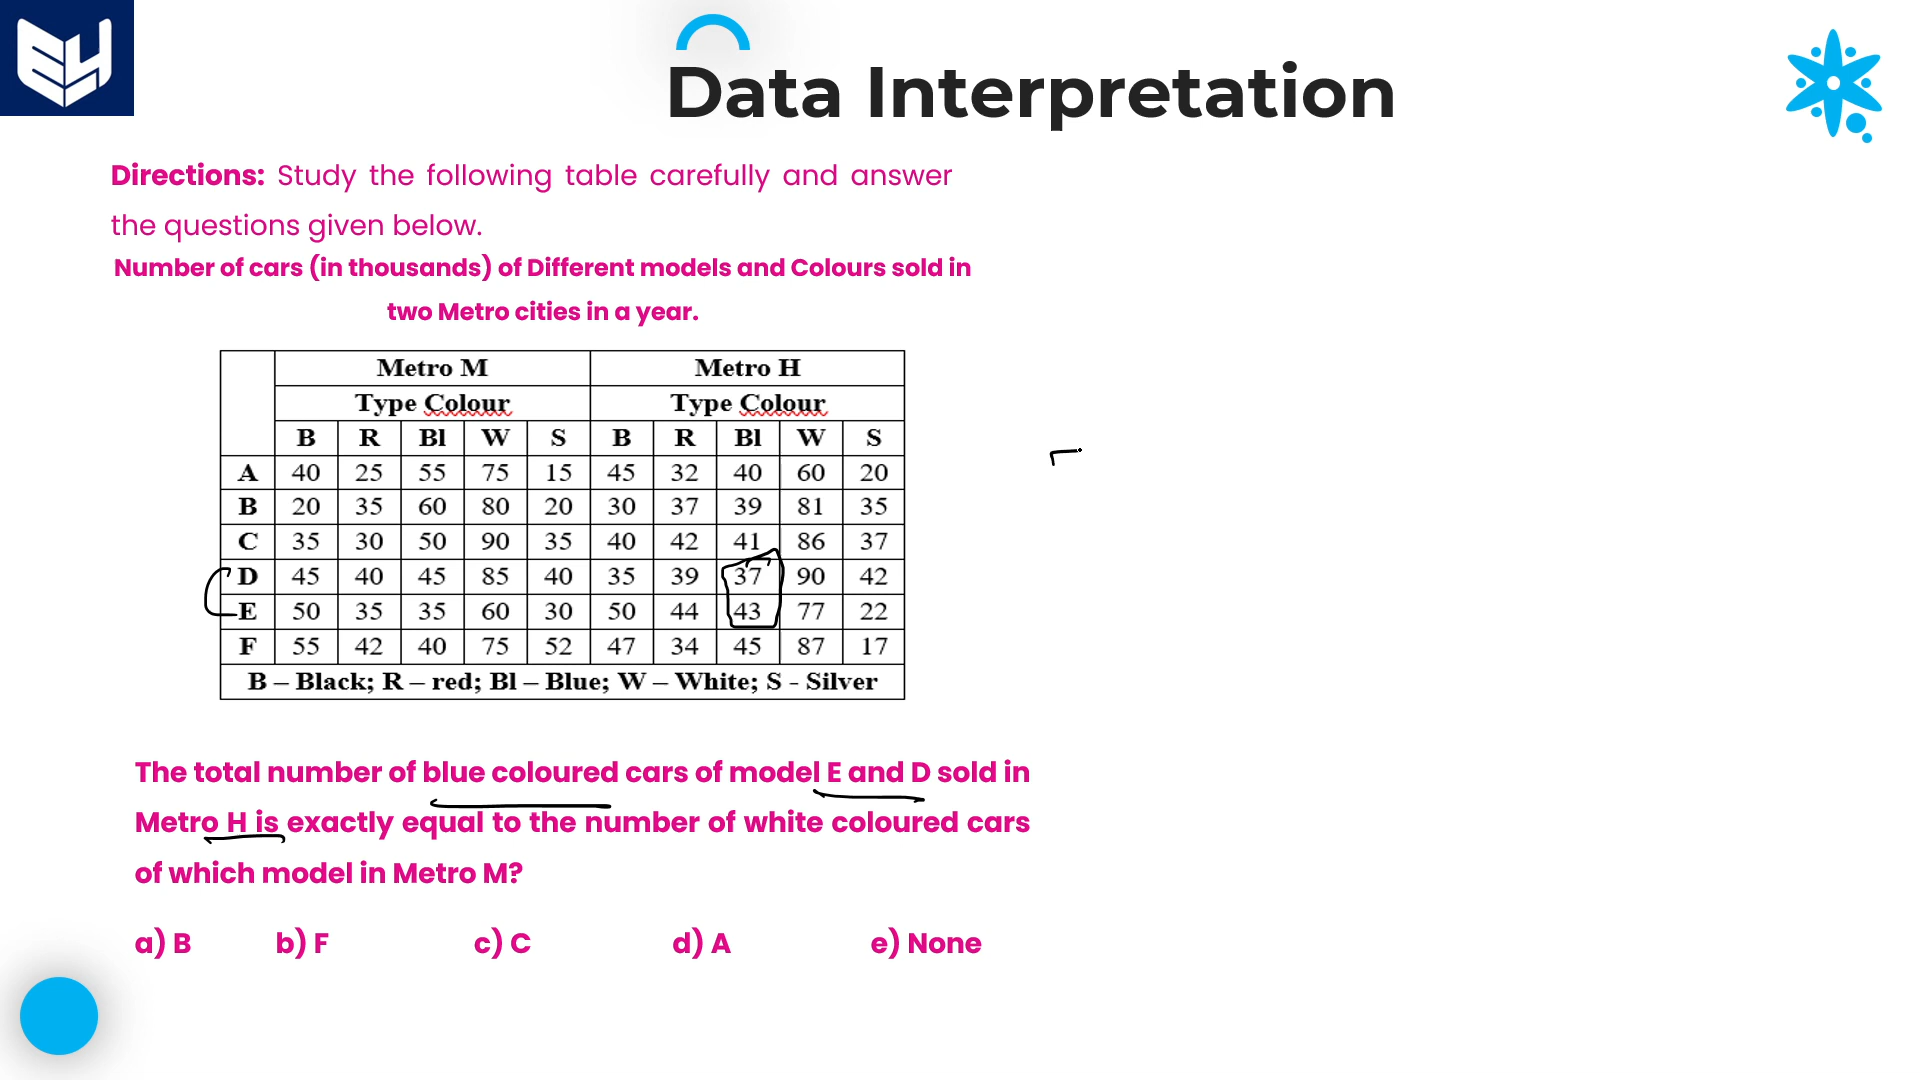 Data Interpretation
Directions: Study the following table carefully and answer
the questions given below.
Number of cars (in thousands) of Different models and Colours sold in
two Metro cities in a year.
Metro M Metro H
Type Colour Type Colour
B R Bl W S B R Bl W S
A 40 25 55 75 15 45 32 40 60 20
B 20 35 60 80 20 30 37 39 81 35
C 35 30 50 90 35 40 42 41 86 37
D 45 40 45 85 40 35 39 37 90 42
E 50 35 35 60 30 50 44 43 77 22
F 55 42 40 75 52 47 34 45 87 17
B – Black; R – red; Bl – Blue; W – White; S - Silver
The total number of blue coloured cars of model E and D sold in
Metro H is exactly equal to the number of white coloured cars
of which model in Metro M?
a) B b) F c) C d) A e) None